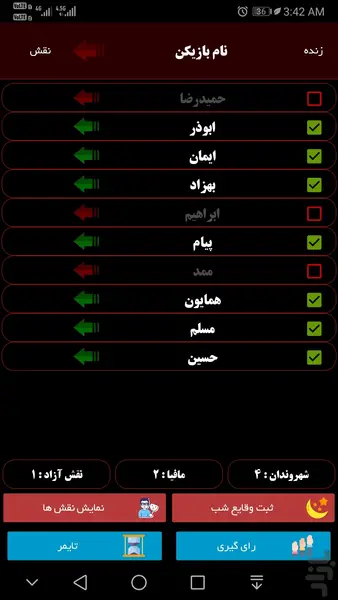 3:42 AM
زنده نام بازیکن نقش
حمیدرضا
ابوذر
ایمان
بهزاد
ابراهیم
پیام
ممد
همایون
مسلم
حسین
شهروندان : ۴ مافیا : ۲ نقش آزاد : ۱
ثبت وقایع شب نمایش نقش ها
رای گیری تایمر
بازار